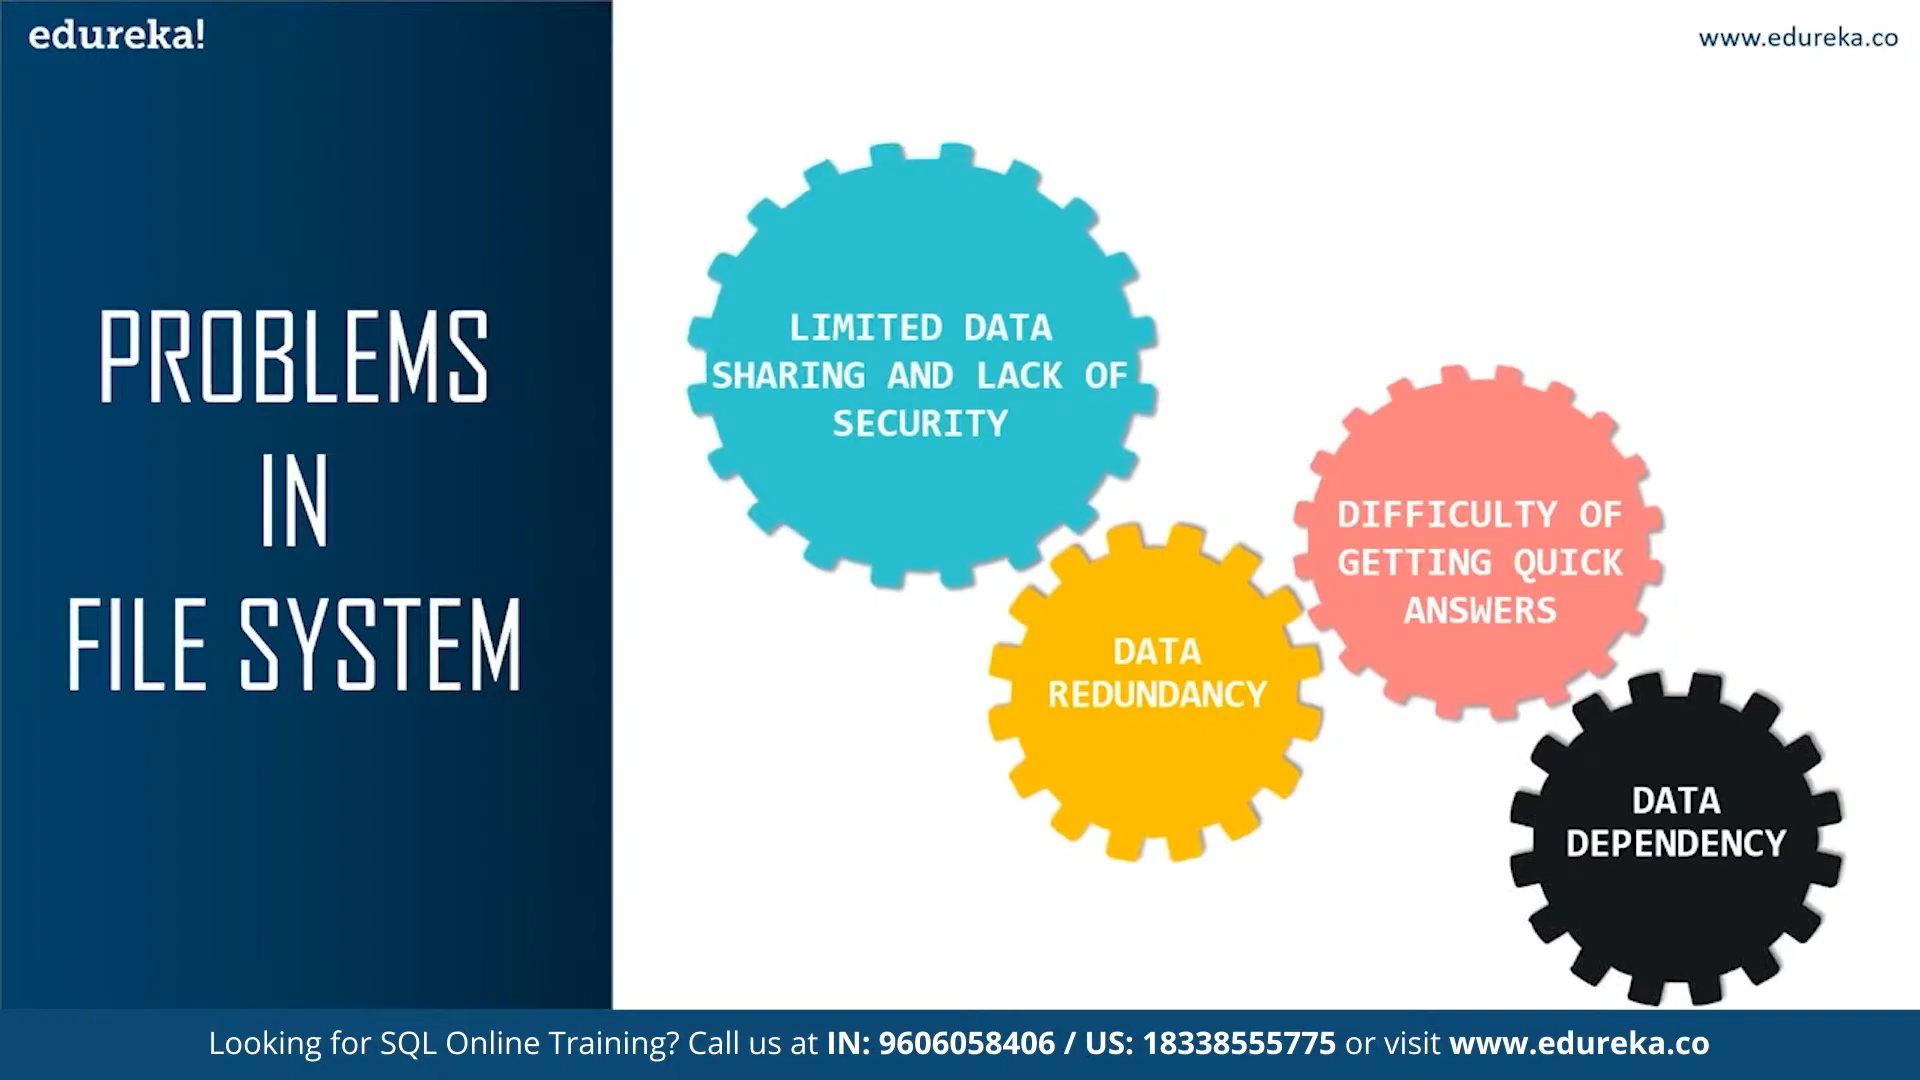 edureka!
www.edureka.co
PROBLEMS
IN
FILE SYSTEM
LIMITED DATA
SHARING AND LACK OF
SECURITY
DIFFICULTY OF
GETTING QUICK
ANSWERS
DATA
REDUNDANCY
DATA
DEPENDENCY
Looking for SQL Online Training? Call us at IN: 9606058406 / US: 18338555775 or visit www.edureka.co